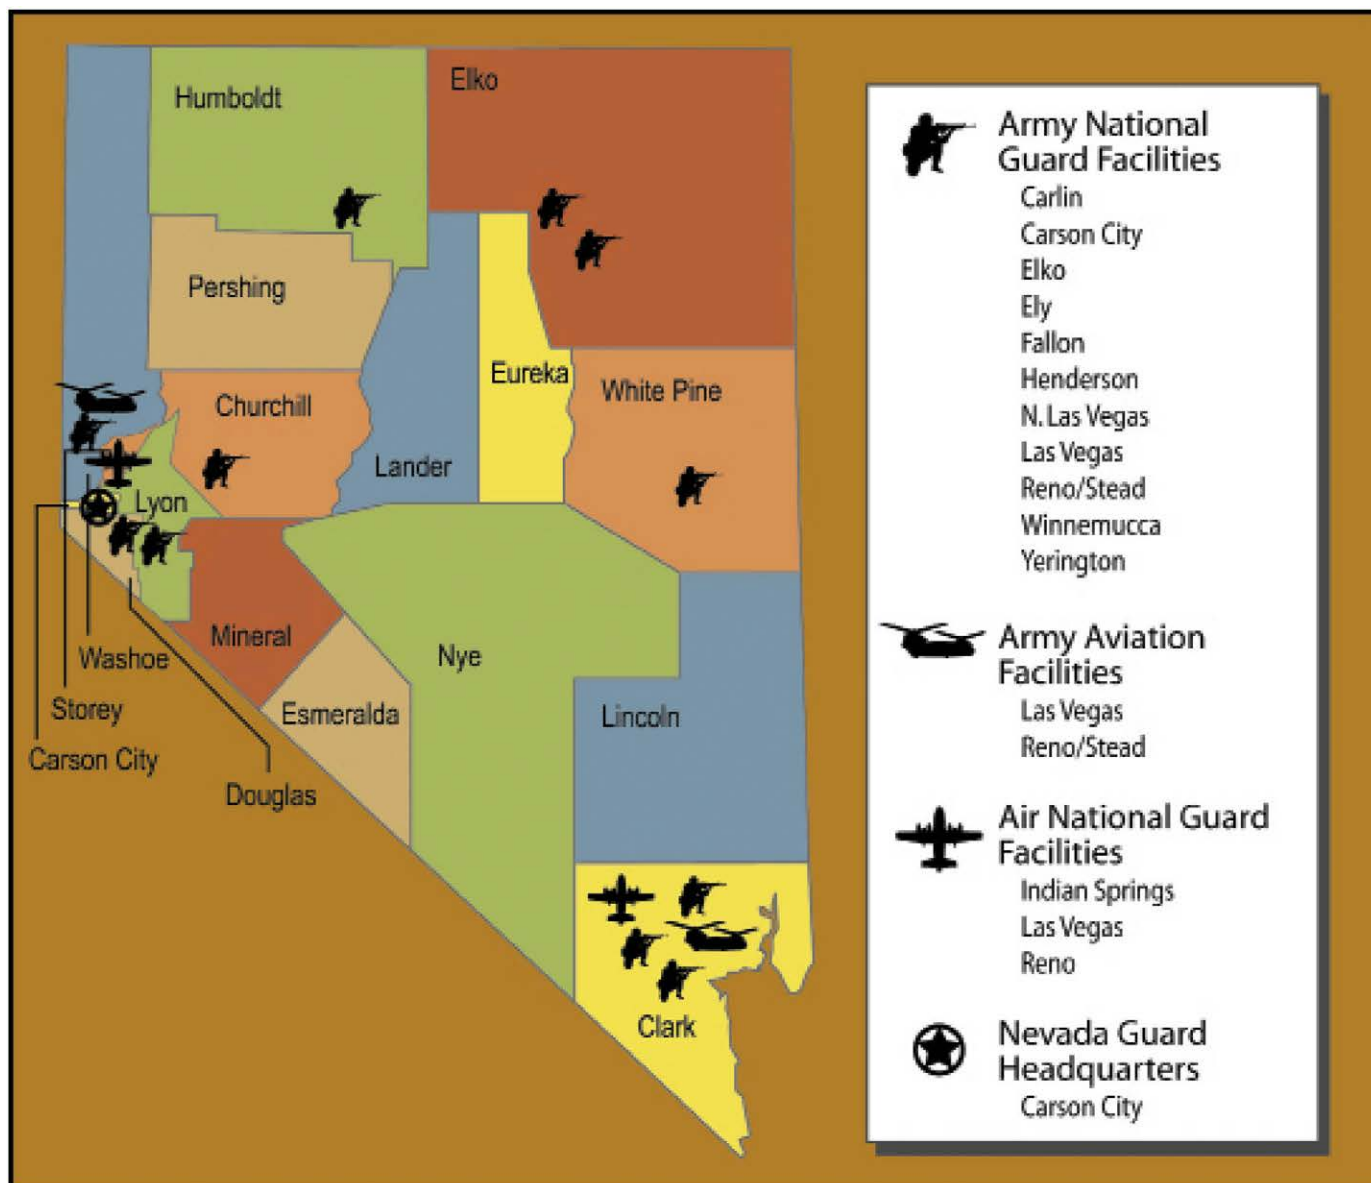 Humboldt
Elko
Pershing
Eureka
White Pine
Churchill
Lander
Lyon
Mineral
Nye
Washoe
Storey
Esmeralda
Lincoln
Carson City
Douglas
Clark
Army National
Guard Facilities
Carlin
Carson City
Elko
Ely
Fallon
Henderson
N. Las Vegas
Las Vegas
Reno/Stead
Winnemucca
Yerington
Army Aviation
Facilities
Las Vegas
Reno/Stead
Air National Guard
Facilities
Indian Springs
Las Vegas
Reno
Nevada Guard
Headquarters
Carson City